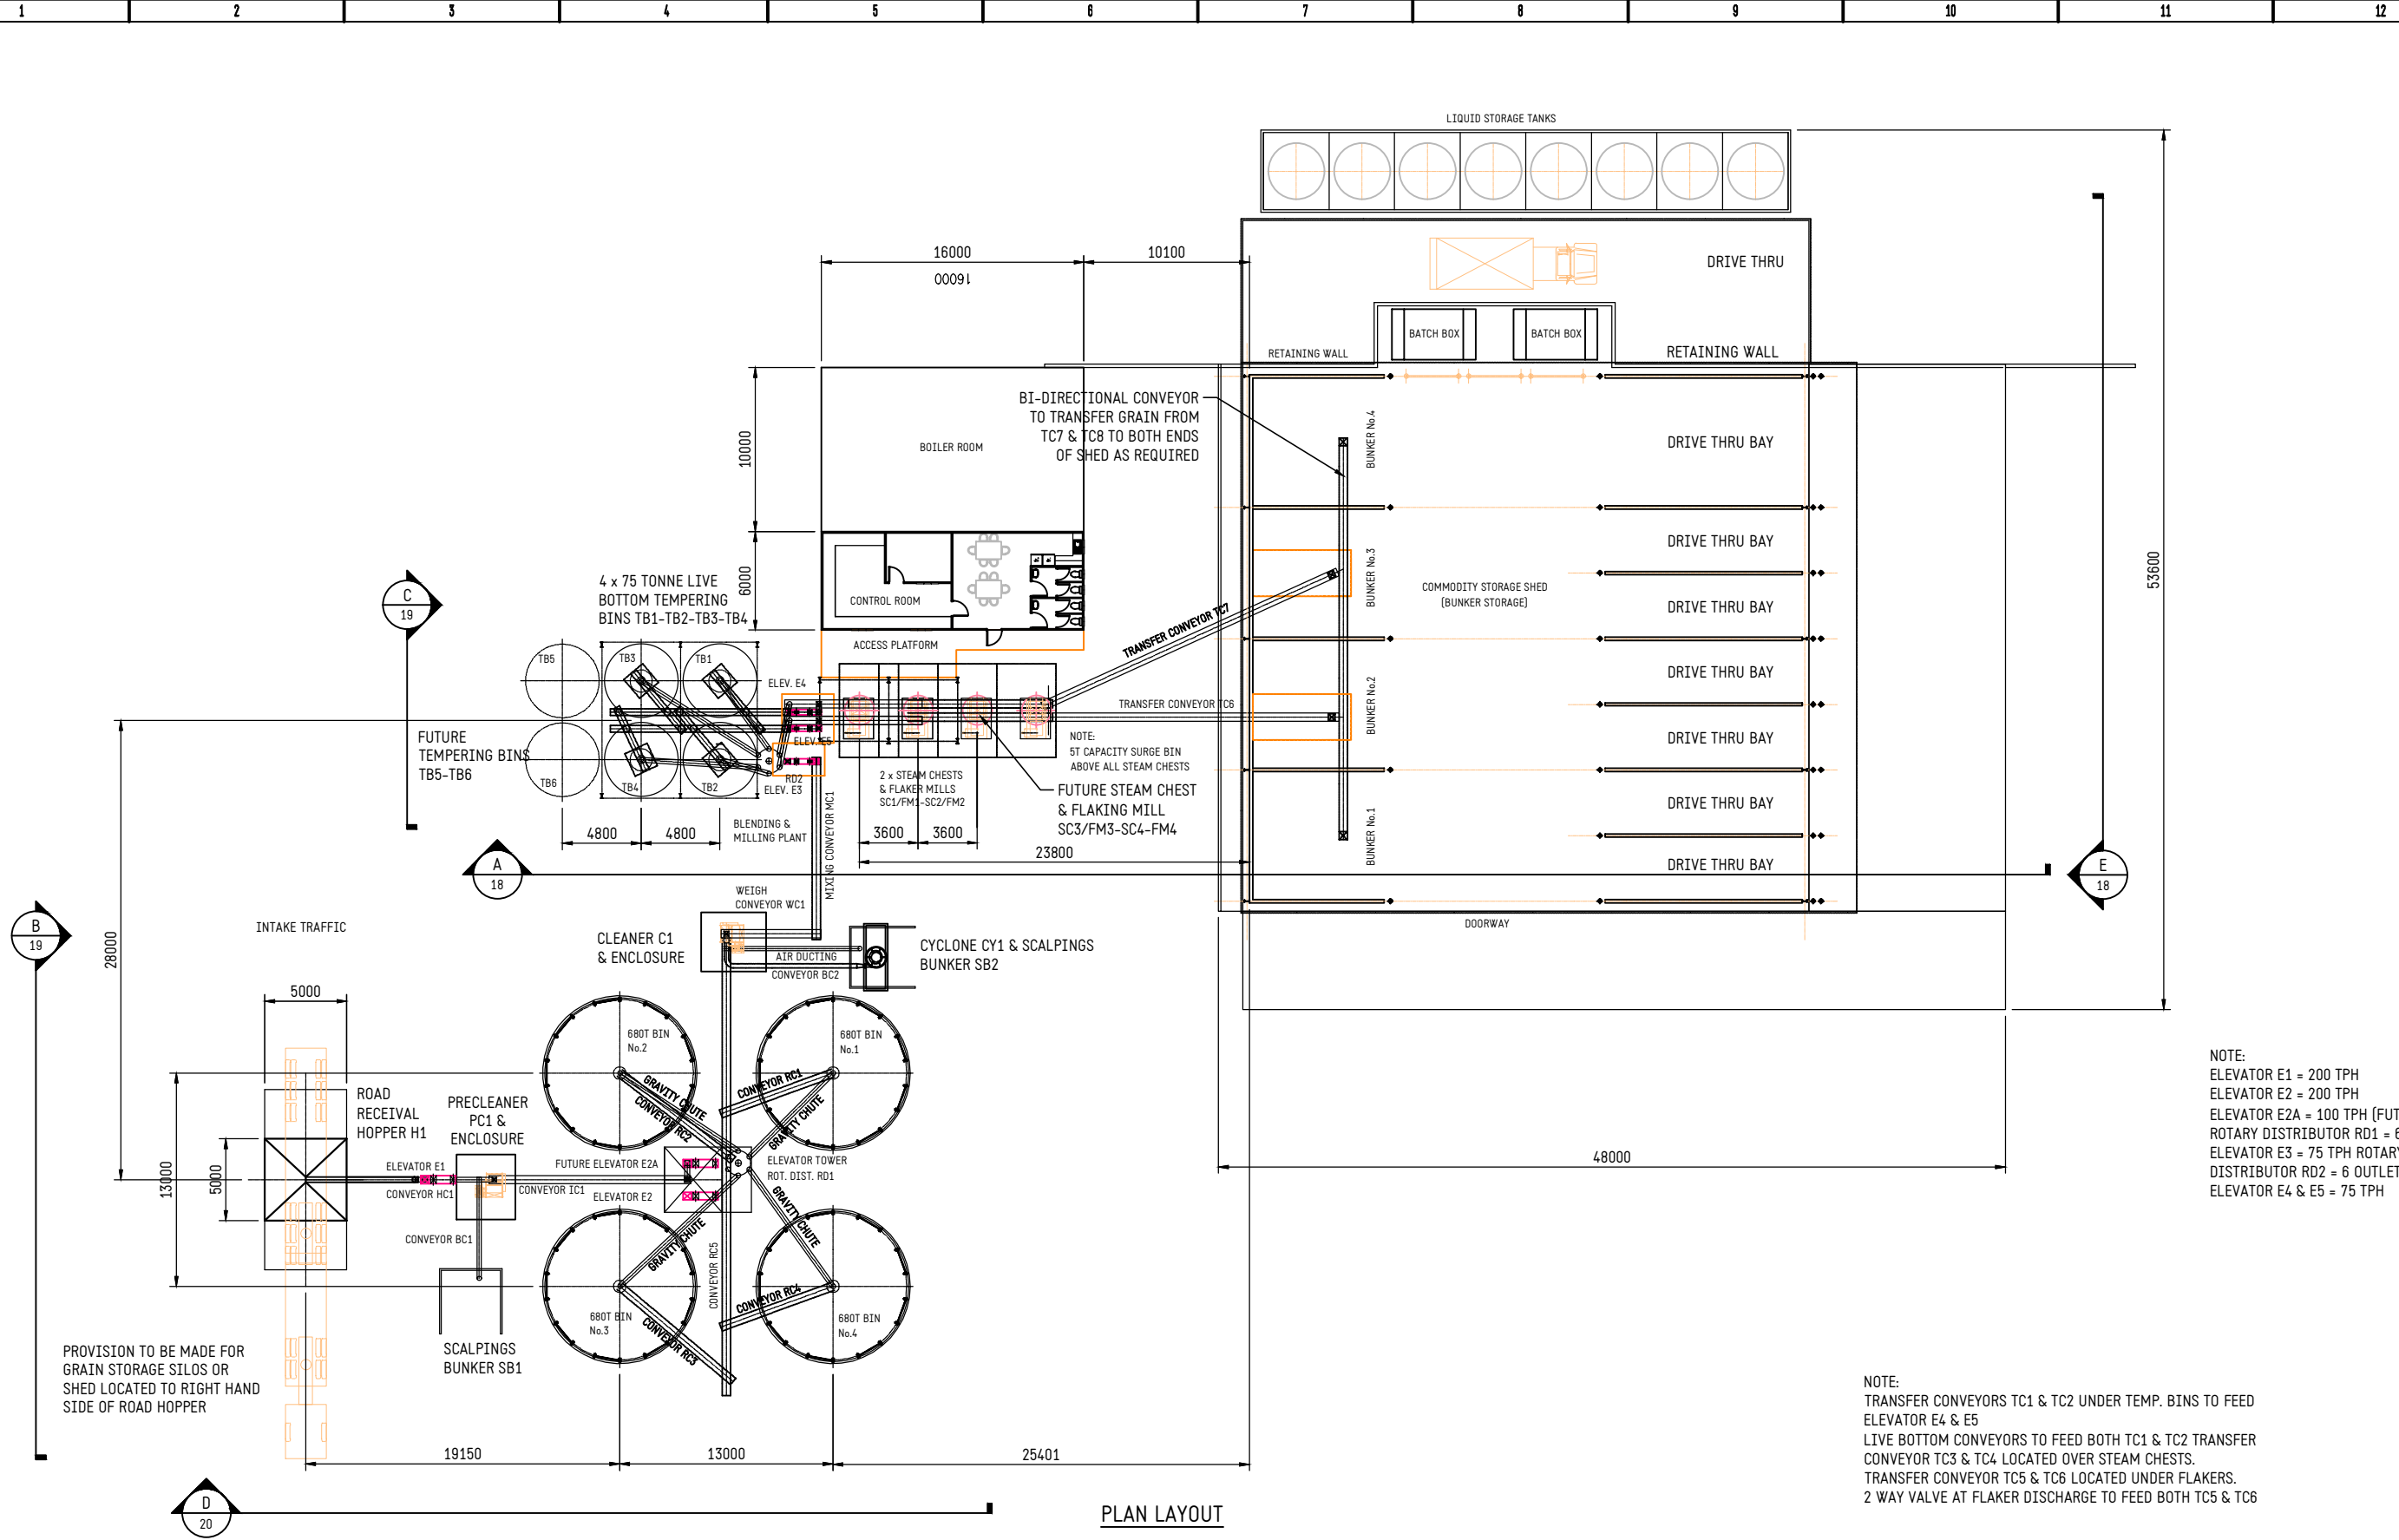 1 2 3 4 5 6 7 8 9 10 11 12
LIQUID STORAGE TANKS
16000
10100
16000
DRIVE THRU
BATCH BOX
BATCH BOX
RETAINING WALL
RETAINING WALL
BI-DIRECTIONAL CONVEYOR
TO TRANSFER GRAIN FROM
TC7 & TC8 TO BOTH ENDS
OF SHED AS REQUIRED
10000
BOILER ROOM
BUNKER No.4
DRIVE THRU BAY
DRIVE THRU BAY
BUNKER No.3
COMMODITY STORAGE SHED
(BUNKER STORAGE)
DRIVE THRU BAY
53600
C
19
4 x 75 TONNE LIVE
BOTTOM TEMPERING
BINS TB1-TB2-TB3-TB4
6000
CONTROL ROOM
ACCESS PLATFORM
TRANSFER CONVEYOR TC7
TB5
TB3
TB1
ELEV. E4
DRIVE THRU BAY
BUNKER No.2
TRANSFER CONVEYOR TC6
FUTURE
TEMPERING BINS
TB5-TB6
ELEV. E5
NOTE:
5T CAPACITY SURGE BIN
ABOVE ALL STEAM CHESTS
DRIVE THRU BAY
TB6
TB4
TB2
RD2
ELEV. E3
2 x STEAM CHESTS
& FLAKER MILLS
SC1/FM1-SC2/FM2
FUTURE STEAM CHEST
& FLAKING MILL
SC3/FM3-SC4-FM4
DRIVE THRU BAY
4800
4800
BLENDING &
MILLING PLANT
MIXING CONVEYOR MC1
3600
3600
23800
BUNKER No.1
DRIVE THRU BAY
A
18
E
18
WEIGH
CONVEYOR WC1
DOORWAY
B
19
INTAKE TRAFFIC
28000
CLEANER C1
& ENCLOSURE
AIR DUCTING
CONVEYOR BC2
CYCLONE CY1 & SCALPINGS
BUNKER SB2
5000
680T BIN
No.2
680T BIN
No.1
ROAD
RECEIVAL
HOPPER H1
PRECLEANER
PC1 &
ENCLOSURE
GRAVITY CHUTE
CONVEYOR RC2
CONVEYOR RC1
GRAVITY CHUTE
13000
5000
ELEVATOR E1
CONVEYOR HC1
CONVEYOR IC1
FUTURE ELEVATOR E2A
ELEVATOR E2
ELEVATOR TOWER
ROT. DIST. RD1
48000
NOTE:
ELEVATOR E1 = 200 TPH
ELEVATOR E2 = 200 TPH
ELEVATOR E2A = 100 TPH (FUT
ROTARY DISTRIBUTOR RD1 = 6
ELEVATOR E3 = 75 TPH ROTARY
DISTRIBUTOR RD2 = 6 OUTLET
ELEVATOR E4 & E5 = 75 TPH
CONVEYOR BC1
GRAVITY CHUTE
GRAVITY CHUTE
CONVEYOR RC5
CONVEYOR RC4
680T BIN
No.3
CONVEYOR RC3
680T BIN
No.4
SCALPINGS
BUNKER SB1
PROVISION TO BE MADE FOR
GRAIN STORAGE SILOS OR
SHED LOCATED TO RIGHT HAND
SIDE OF ROAD HOPPER
19150
13000
25401
NOTE:
TRANSFER CONVEYORS TC1 & TC2 UNDER TEMP. BINS TO FEED
ELEVATOR E4 & E5
LIVE BOTTOM CONVEYORS TO FEED BOTH TC1 & TC2 TRANSFER
CONVEYOR TC3 & TC4 LOCATED OVER STEAM CHESTS.
TRANSFER CONVEYOR TC5 & TC6 LOCATED UNDER FLAKERS.
2 WAY VALVE AT FLAKER DISCHARGE TO FEED BOTH TC5 & TC6
D
20
PLAN LAYOUT